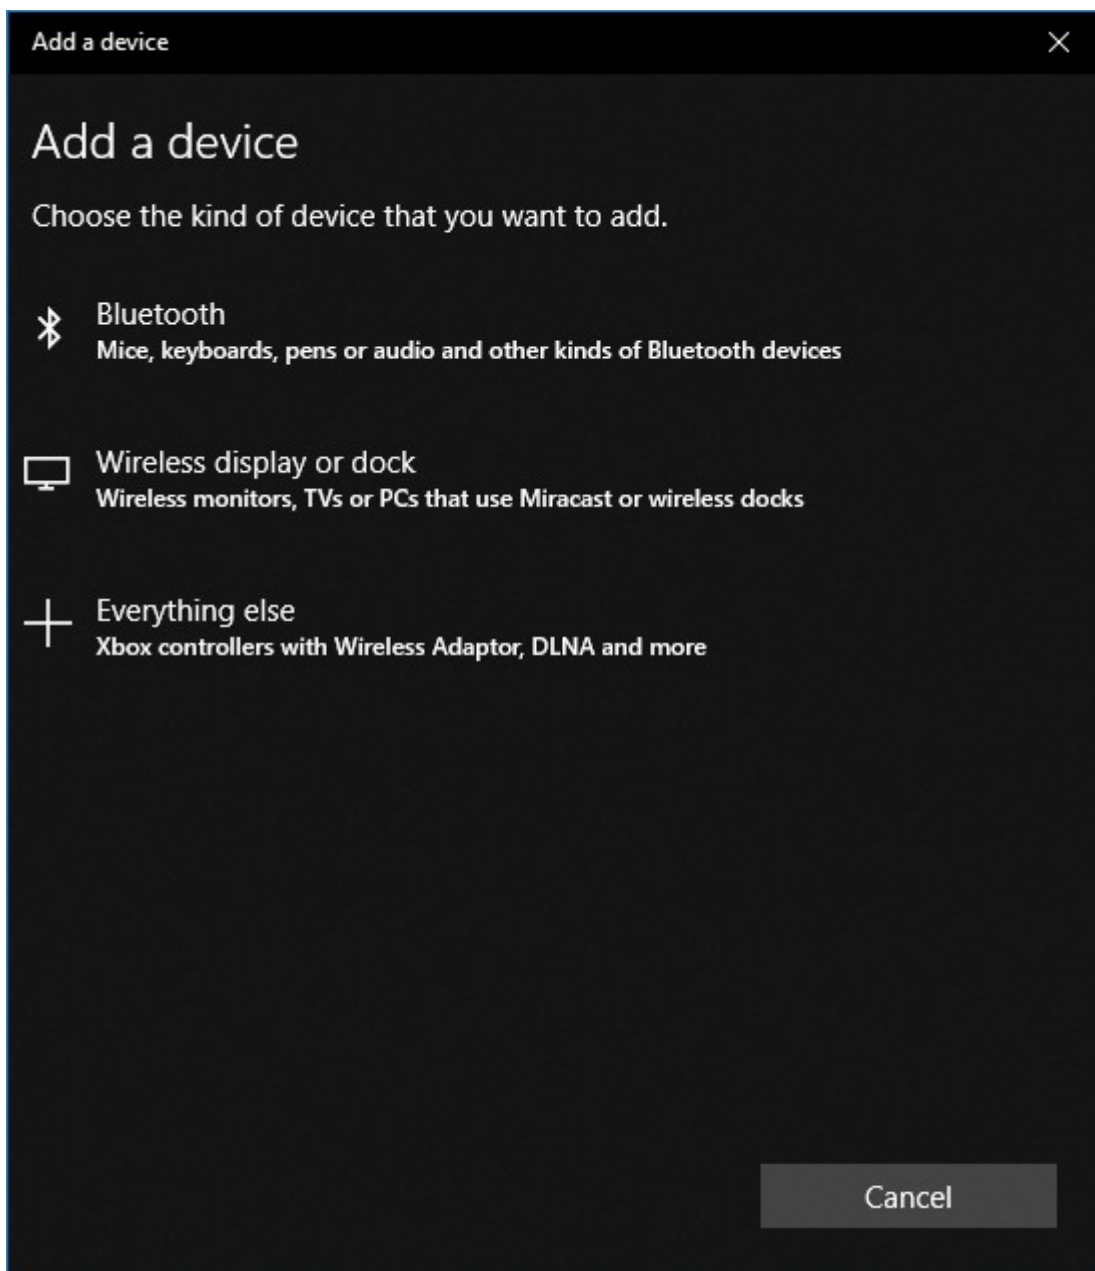 Add a device
Add a device
Choose the kind of device that you want to add.
Bluetooth
Mice, keyboards, pens or audio and other kinds of Bluetooth devices
Wireless display or dock
Wireless monitors, TVs or PCs that use Miracast or wireless docks
Everything else
Xbox controllers with Wireless Adaptor, DLNA and more
Cancel